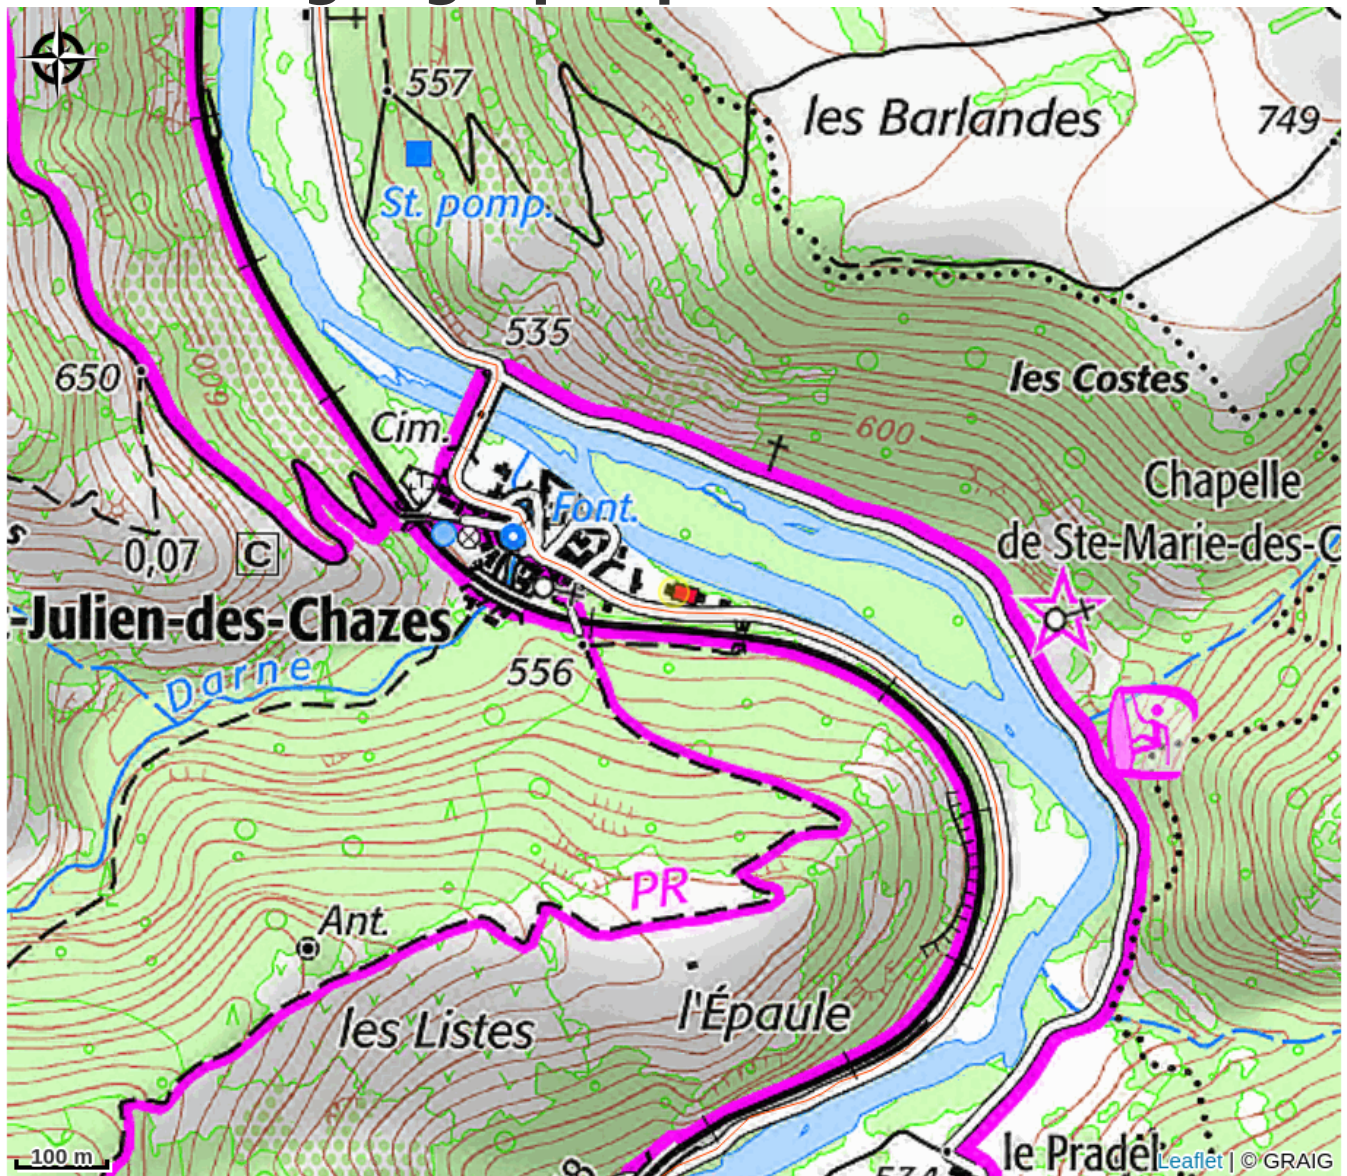 557
les Barlandes
749
St. pomp.
535
650
600
les Costes
Cim.
600
Chapelle
de Ste-Marie-des-C
Font.
s
0,07
C
-Julien-des-Chazes
Darne
556
PR
Ant.
les Listes
l'Épaule
100 m
le Pradel
Leaflet | © GRAIG